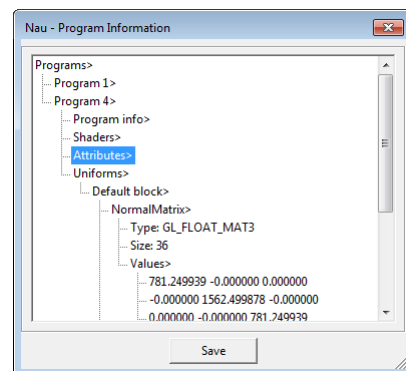 Nau - Program Information
Programs>
Program 1>
Program 4>
Program info>
Shaders>
Attributes>
Uniforms>
Default block>
NormalMatrix>
Type: GL_FLOAT_MAT3
Size: 36
Values>
781.249939 -0.000000 0.000000
-0.000000 1562.499878 -0.000000
0.000000 -0.000000 781.249939
Save